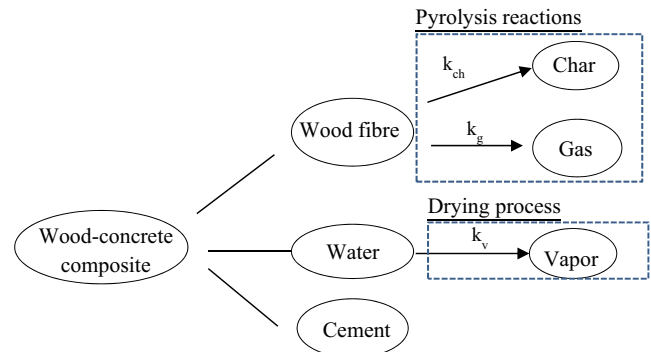 Pyrolysis reactions
k_ch
Char
Wood fibre
k_g
Gas
Drying process
Wood-concrete
composite
Water
k_v
Vapor
Cement